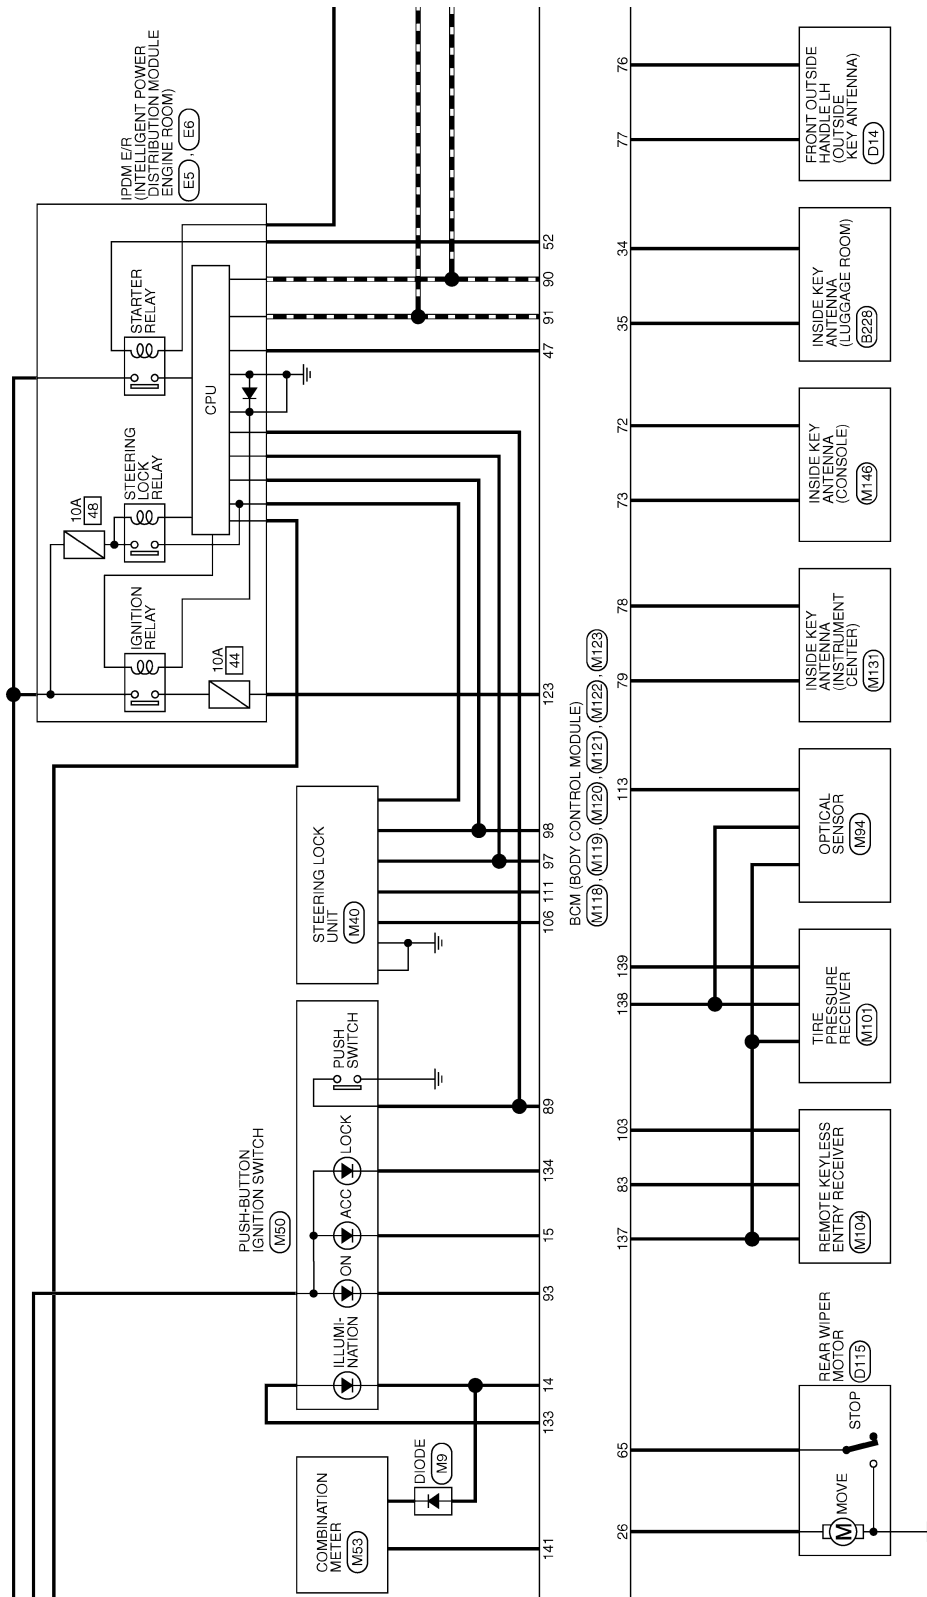 IPDM E/R
(INTELLIGENT POWER
DISTRIBUTION MODULE
ENGINE ROOM)
E5 , E6
STARTER
RELAY
STEERING
LOCK
RELAY
10A
48
IGNITION
RELAY
10A
44
CPU
52
90
91
47
123
98
97
111
106
89
134
15
93
14
133
141
STEERING LOCK
UNIT
M40
PUSH-BUTTON
IGNITION SWITCH
M50
PUSH
SWITCH
LOCK
ACC
ON
ILLUMI-
NATION
COMBINATION
METER
M53
DIODE
M9
BCM (BODY CONTROL MODULE)
M118 , M119 , M120 , M121 , M122 , M123
76
77
34
35
72
73
78
79
113
139
138
103
83
137
65
26
FRONT OUTSIDE
HANDLE LH
(OUTSIDE
KEY ANTENNA)
D14
INSIDE KEY
ANTENNA
(LUGGAGE ROOM)
B228
INSIDE KEY
ANTENNA
(CONSOLE)
M146
INSIDE KEY
ANTENNA
(INSTRUMENT
CENTER)
M131
OPTICAL
SENSOR
M94
TIRE
PRESSURE
RECEIVER
M101
REMOTE KEYLESS
ENTRY RECEIVER
M104
REAR WIPER
MOTOR
D115
STOP
MOVE
M